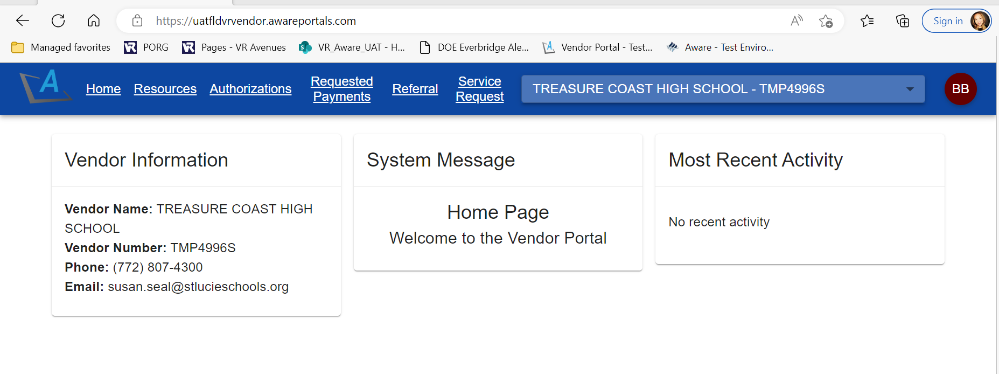 https://uatfldvrvendor.awareportals.com
Sign in
Managed favorites
PORG
Pages - VR Avenues
VR_Aware_UAT - H...
DOE Everbridge Ale...
Vendor Portal - Test...
Aware - Test Enviro...
A
Home
Resources
Authorizations
Requested
Payments
Referral
Service
Request
TREASURE COAST HIGH SCHOOL - TMP4996S
BB
Vendor Information
Vendor Name: TREASURE COAST HIGH
SCHOOL
Vendor Number: TMP4996S
Phone: (772) 807-4300
Email: susan.seal@stlucieschools.org
System Message
Home Page
Welcome to the Vendor Portal
Most Recent Activity
No recent activity